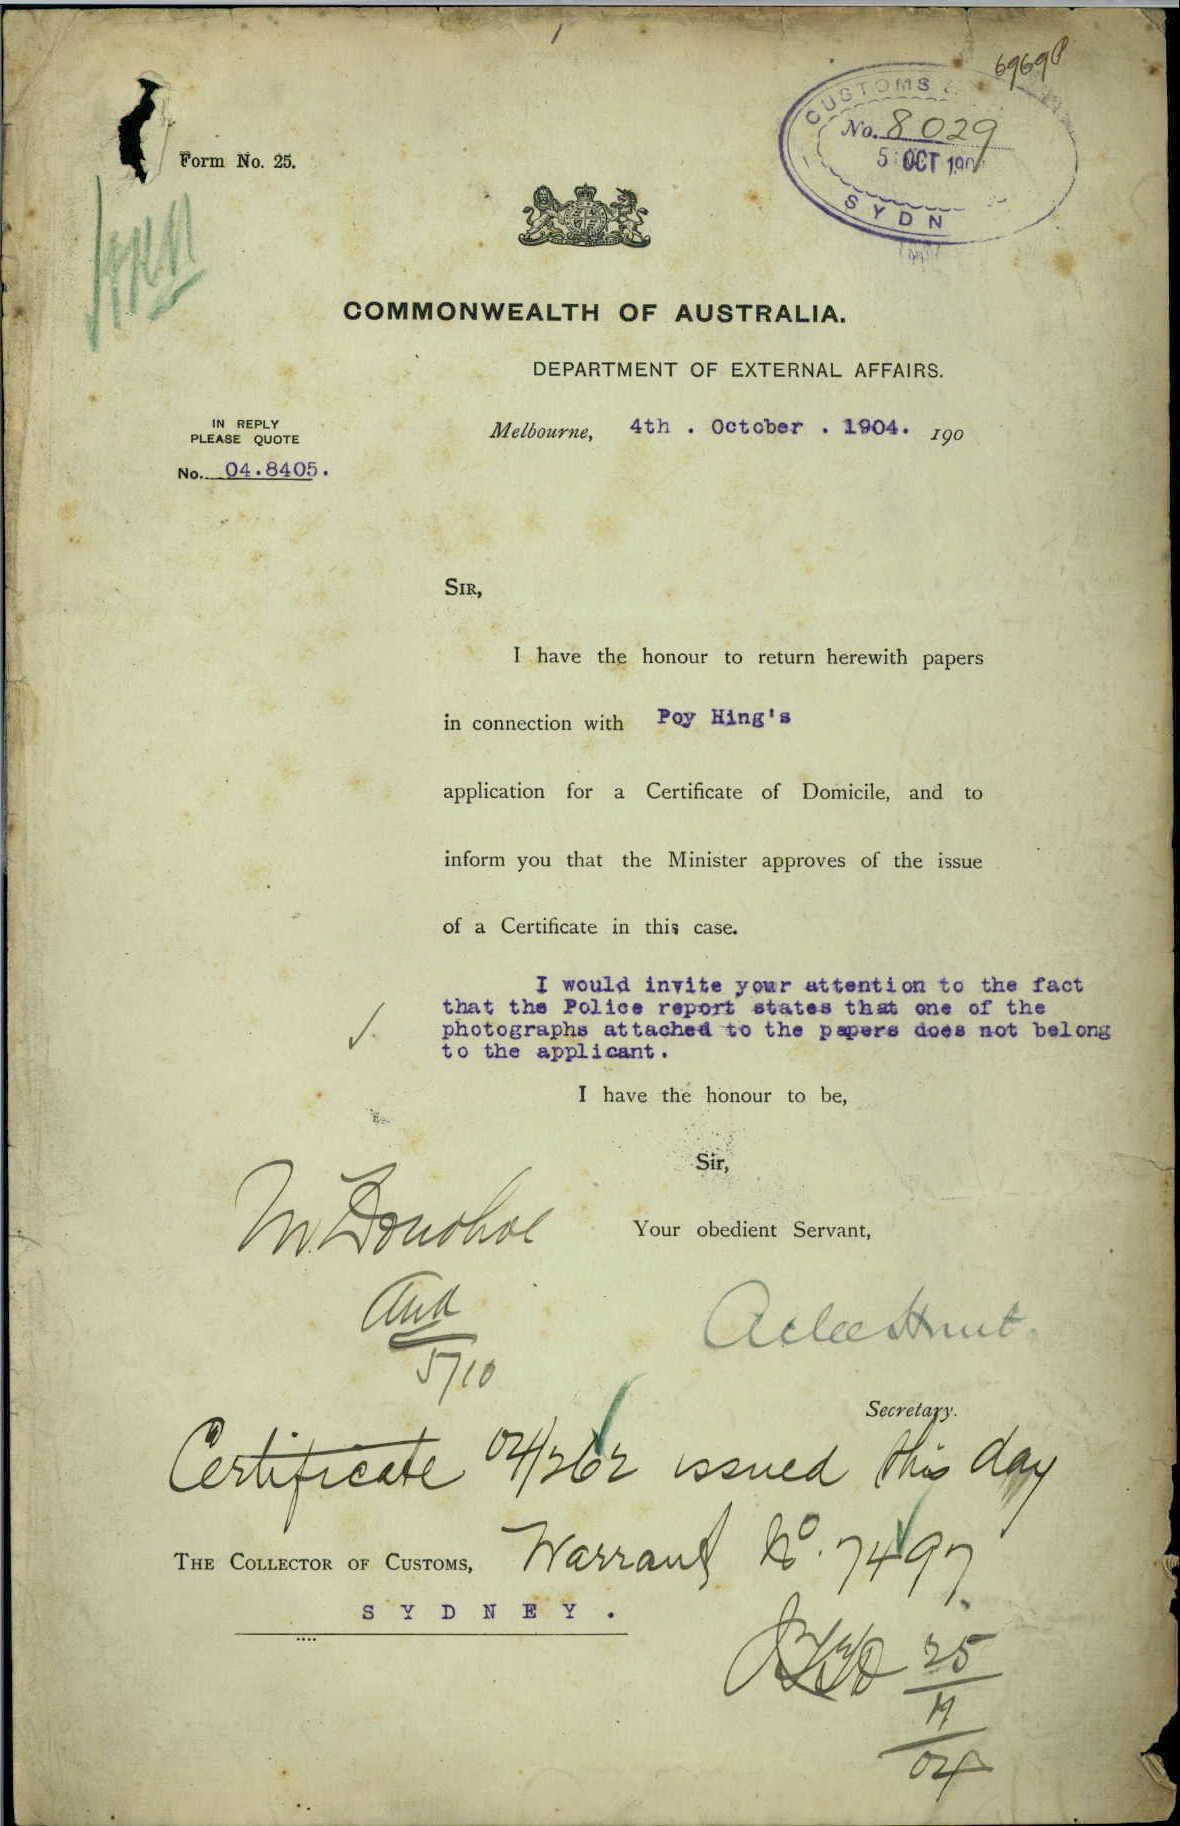 6969
CUSTOMS
No. 8029
5 OCT 190
SYDN
Form No. 25.
COMMONWEALTH OF AUSTRALIA.
DEPARTMENT OF EXTERNAL AFFAIRS.
IN REPLY
PLEASE QUOTE
No. 04.8405.
Melbourne, 4th . October . 1904. 190
SIR,
I have the honour to return herewith papers
in connection with Poy Hing's
application for a Certificate of Domicile, and to
inform you that the Minister approves of the issue
of a Certificate in this case.
I would invite your attention to the fact
that the Police report states that one of the
photographs attached to the papers does not belong
to the applicant.
I have the honour to be,
Sir,
Your obedient Servant,
Mr. Donohoe
5/10
Atlee Hunt.
Secretary.
Certificate 04/262 issued this day
Warrant No. 7497
THE COLLECTOR OF CUSTOMS,
SYDNEY.
25
11
04